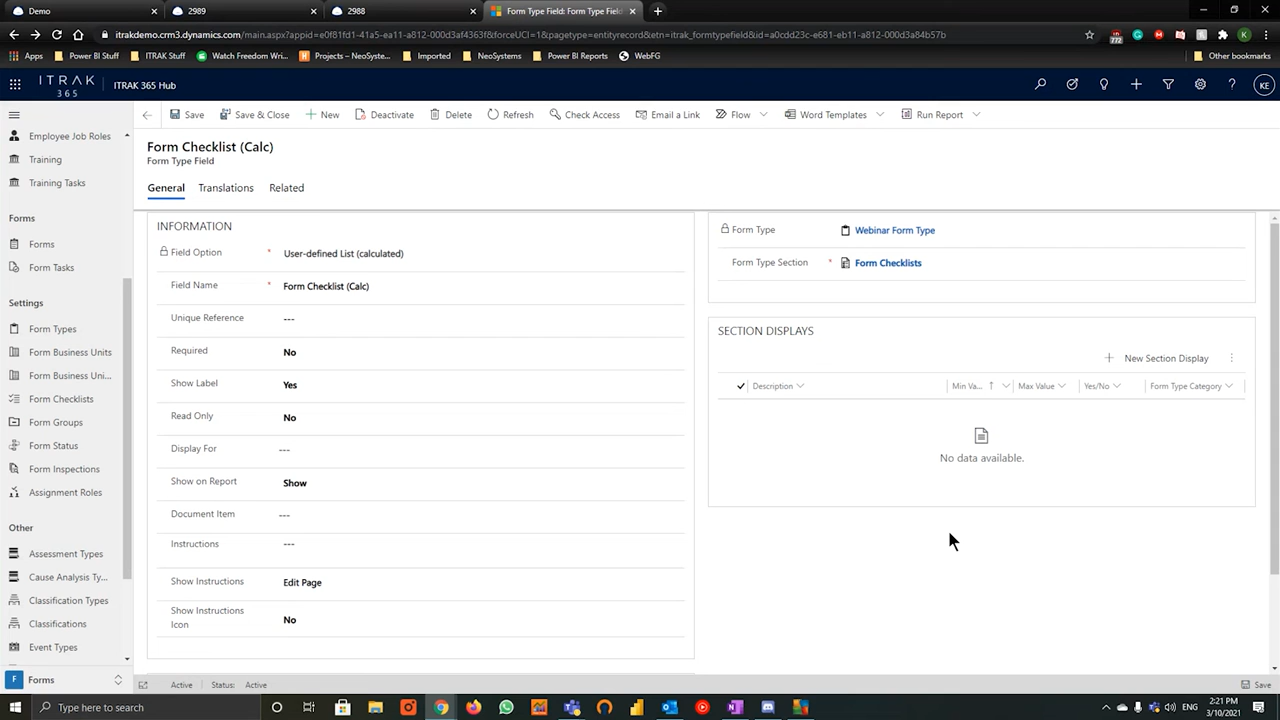 Demo
2989
2988
Form Type Field: Form Type Field
itrakdemo.crm3.dynamics.com/main.aspx?appid=e0f81fd1-41a5-ea11-a812-000d3af4363f&forceUCI=1&pagetype=entityrecord&etn=itrak_formtypefield&id=a0cdd23c-e681-eb11-a812-000d3a84b57b
Apps
Power BI Stuff
ITRAK Stuff
Watch Freedom Wri...
Projects – NeoSyste...
Imported
NeoSystems
Power BI Reports
WebFG
Other bookmarks
ITRAK 365
ITRAK 365 Hub
KE
Save
Save & Close
New
Deactivate
Delete
Refresh
Check Access
Email a Link
Flow
Word Templates
Run Report
Employee Job Roles
Training
Training Tasks
Forms
Forms
Form Tasks
Settings
Form Types
Form Business Units
Form Business Uni...
Form Checklists
Form Groups
Form Status
Form Inspections
Assignment Roles
Other
Assessment Types
Cause Analysis Ty...
Classification Types
Classifications
Event Types
F Forms
Form Checklist (Calc)
Form Type Field
General
Translations
Related
INFORMATION
Field Option * User-defined List (calculated)
Field Name * Form Checklist (Calc)
Unique Reference ---
Required No
Show Label Yes
Read Only No
Display For ---
Show on Report Show
Document Item ---
Instructions ---
Show Instructions Edit Page
Show Instructions Icon No
Form Type Webinar Form Type
Form Type Section * Form Checklists
SECTION DISPLAYS
New Section Display
Description
Min Va...
Max Value
Yes/No
Form Type Category
No data available.
Active
Status: Active
Save
Type here to search
ENG
2:21 PM
3/10/2021